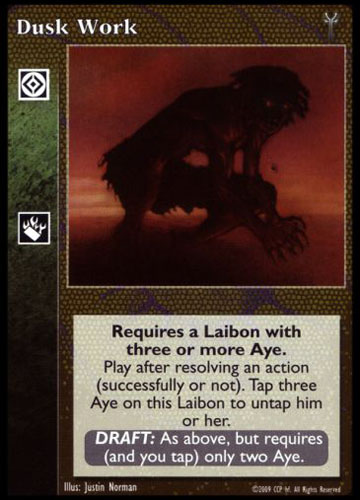 Dusk Work
Requires a Laibon with
three or more Aye.
Play after resolving an action
(successfully or not). Tap three
Aye on this Laibon to untap him
or her.
DRAFT: As above, but requires
(and you tap) only two Aye.
Illus: Justin Norman
©2009 CCP hf. All Rights Reserved